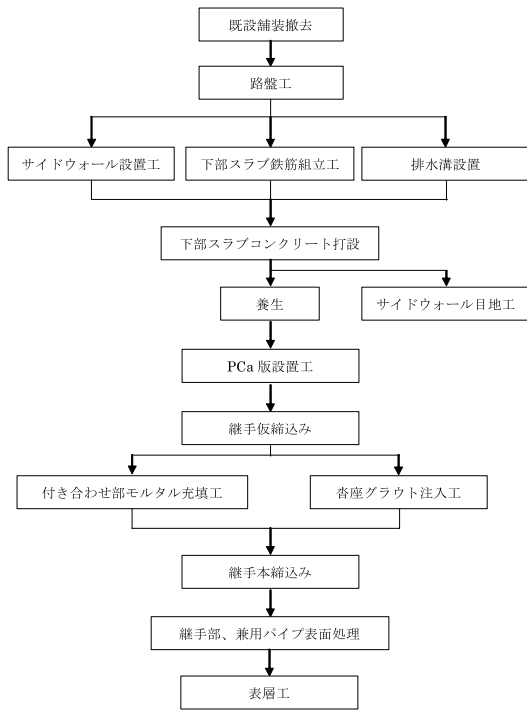 既設舗装撤去
路盤工
サイドウォール設置工
下部スラブ鉄筋組立工
排水溝設置
下部スラブコンクリート打設
養生
サイドウォール目地工
PCa 版設置工
継手仮締込み
付き合わせ部モルタル充填工
沓座グラウト注入工
継手本締込み
継手部、兼用パイプ表面処理
表層工